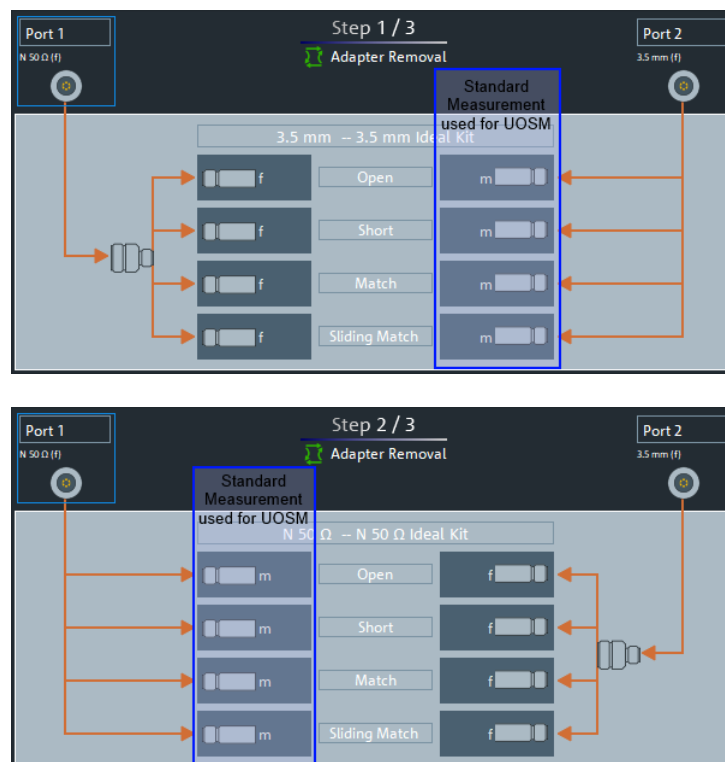 Port 1
Step 1 / 3
Port 2
N 50 Ω (f)
Adapter Removal
3.5 mm (f)
Standard
Measurement
used for UOSM
3.5 mm -- 3.5 mm Ideal Kit
f Open m
f Short m
f Match m
f Sliding Match m
Port 1
Step 2 / 3
Port 2
N 50 Ω (f)
Adapter Removal
3.5 mm (f)
Standard
Measurement
used for UOSM
N 50 Ω -- N 50 Ω Ideal Kit
m Open f
m Short f
m Match f
m Sliding Match f